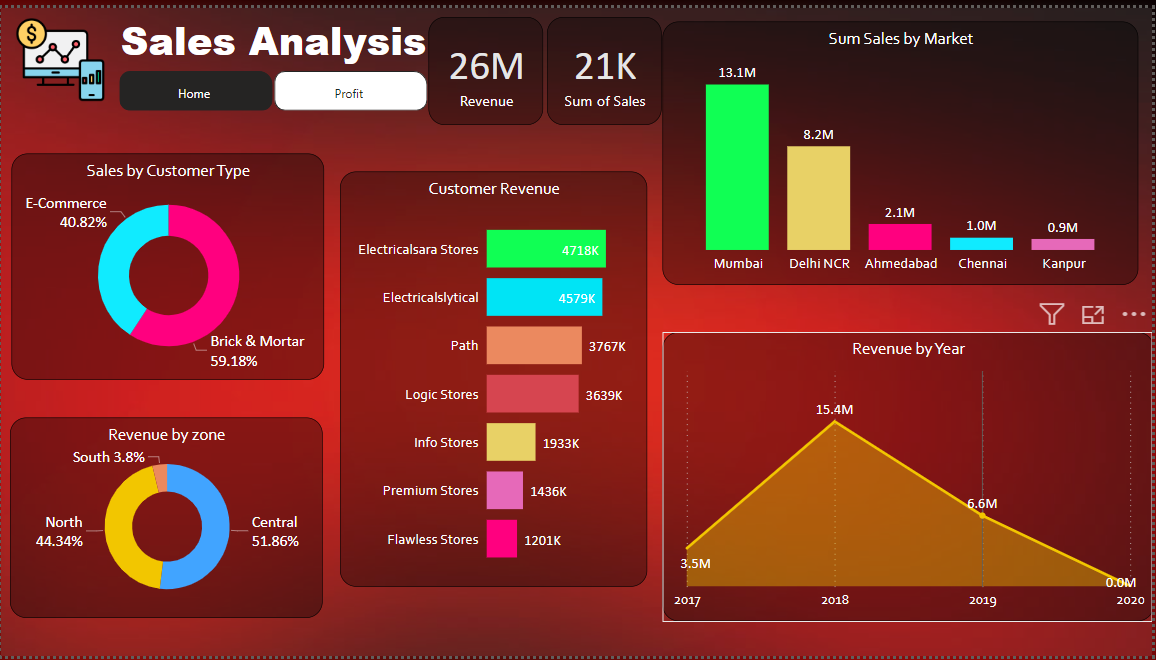 $
Sales Analysis
Home
Profit
26M
Revenue
21K
Sum of Sales
Sum Sales by Market
13.1M
8.2M
2.1M
1.0M
0.9M
Mumbai
Delhi NCR
Ahmedabad
Chennai
Kanpur
Sales by Customer Type
E-Commerce
40.82%
Brick & Mortar
59.18%
Customer Revenue
Electricalsara Stores 4718K
Electricalslytical 4579K
Path 3767K
Logic Stores 3639K
Info Stores 1933K
Premium Stores 1436K
Flawless Stores 1201K
Revenue by zone
South 3.8%
North
44.34%
Central
51.86%
Revenue by Year
15.4M
6.6M
3.5M
0.0M
2017
2018
2019
2020